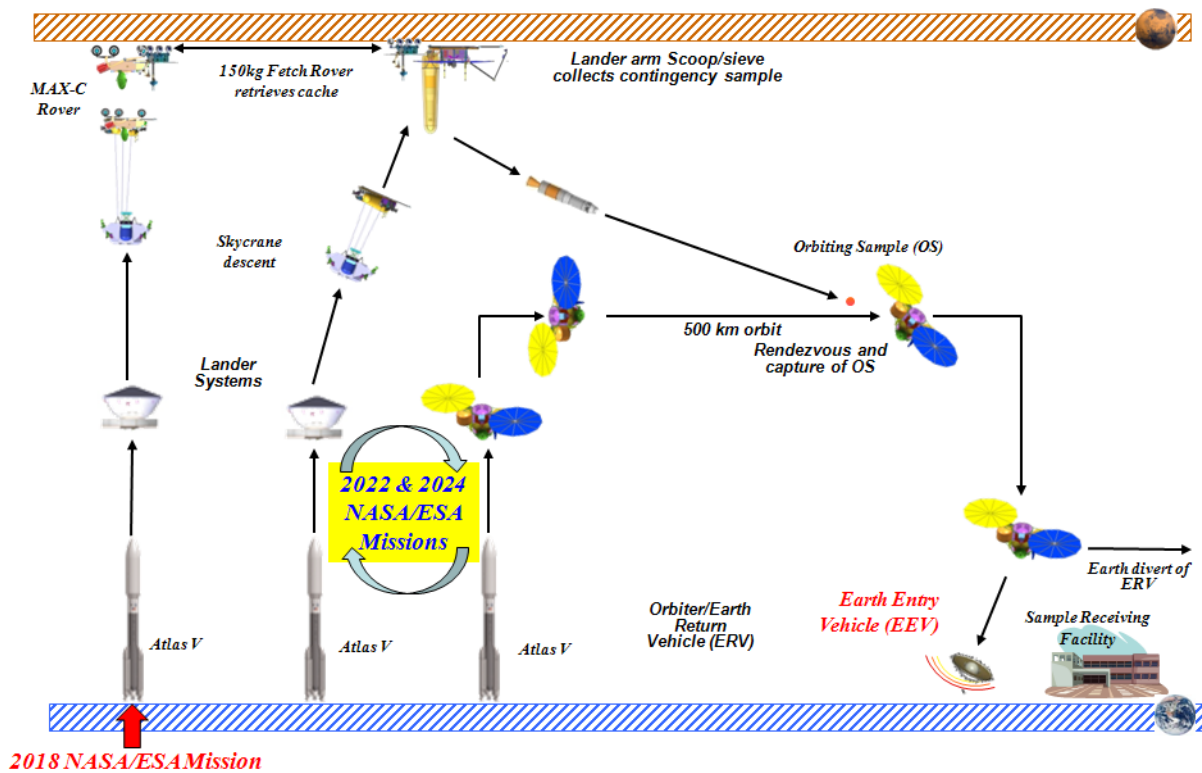 MAX-C
Rover
150kg Fetch Rover
retrieves cache
Lander arm Scoop/sieve
collects contingency sample
Skycrane
descent
Orbiting Sample (OS)
500 km orbit
Rendezvous and
capture of OS
Lander
Systems
2022 & 2024
NASA/ESA
Missions
Earth divert of
ERV
Orbiter/Earth
Return
Vehicle (ERV)
Earth Entry
Vehicle (EEV)
Sample Receiving
Facility
Atlas V
Atlas V
Atlas V
2018 NASA/ESA Mission